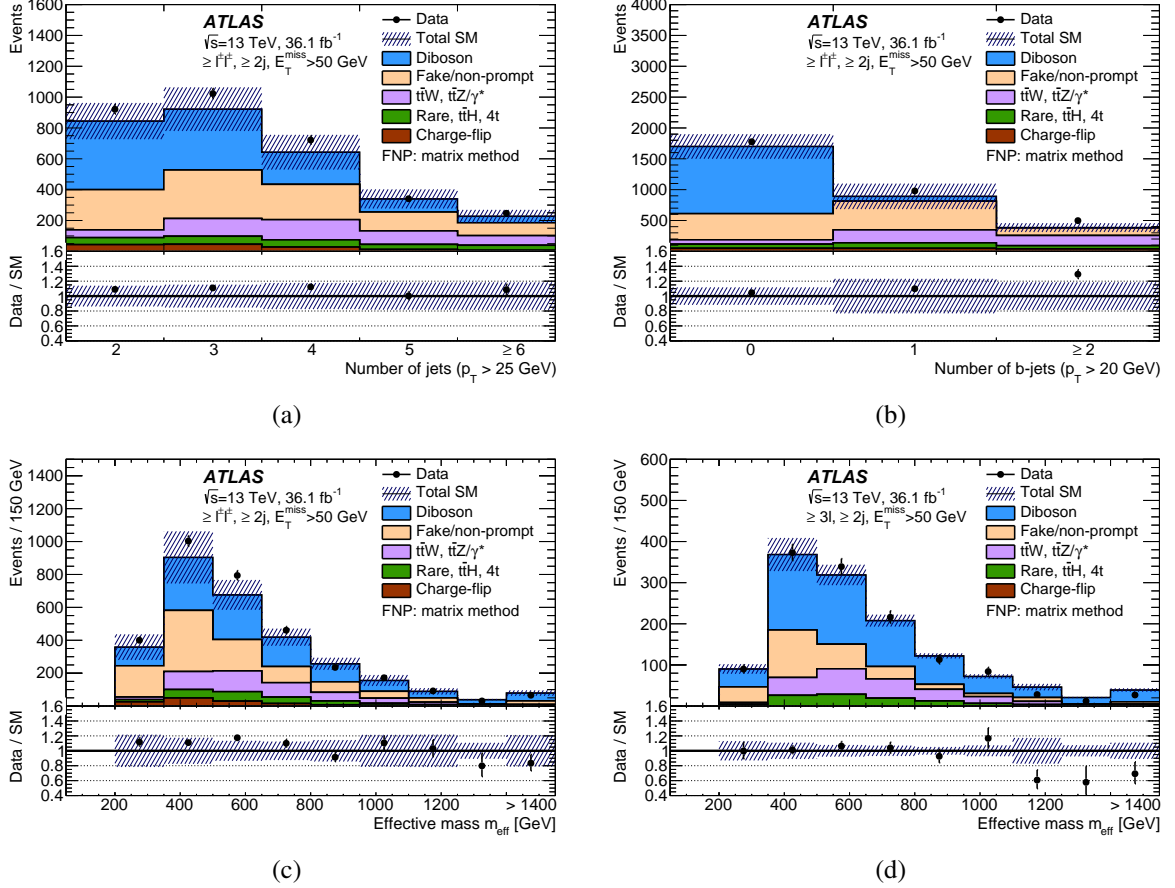 Events
1600
1400
1200
1000
800
600
400
200
ATLAS
√s=13 TeV, 36.1 fb⁻¹
≥ l±l±, ≥ 2j, E_T^miss>50 GeV
Data
Total SM
Diboson
Fake/non-prompt
tt̄W, tt̄Z/γ*
Rare, tt̄H, 4t
Charge-flip
FNP: matrix method
Data / SM
1.6
1.4
1.2
1
0.8
0.6
0.4
2 3 4 5 ≥ 6
Number of jets (p_T > 25 GeV)
(a)
Events
4000
3500
3000
2500
2000
1500
1000
500
ATLAS
√s=13 TeV, 36.1 fb⁻¹
≥ l±l±, ≥ 2j, E_T^miss>50 GeV
Data
Total SM
Diboson
Fake/non-prompt
tt̄W, tt̄Z/γ*
Rare, tt̄H, 4t
Charge-flip
FNP: matrix method
Data / SM
1.6
1.4
1.2
1
0.8
0.6
0.4
0 1 ≥ 2
Number of b-jets (p_T > 20 GeV)
(b)
Events / 150 GeV
1400
1200
1000
800
600
400
200
ATLAS
√s=13 TeV, 36.1 fb⁻¹
≥ l±l±, ≥ 2j, E_T^miss>50 GeV
Data
Total SM
Diboson
Fake/non-prompt
tt̄W, tt̄Z/γ*
Rare, tt̄H, 4t
Charge-flip
FNP: matrix method
Data / SM
1.6
1.4
1.2
1
0.8
0.6
0.4
200 400 600 800 1000 1200 > 1400
Effective mass m_eff [GeV]
(c)
Events / 150 GeV
600
500
400
300
200
100
ATLAS
√s=13 TeV, 36.1 fb⁻¹
≥ 3l, ≥ 2j, E_T^miss>50 GeV
Data
Total SM
Diboson
Fake/non-prompt
tt̄W, tt̄Z/γ*
Rare, tt̄H, 4t
Charge-flip
FNP: matrix method
Data / SM
1.6
1.4
1.2
1
0.8
0.6
0.4
200 400 600 800 1000 1200 > 1400
Effective mass m_eff [GeV]
(d)